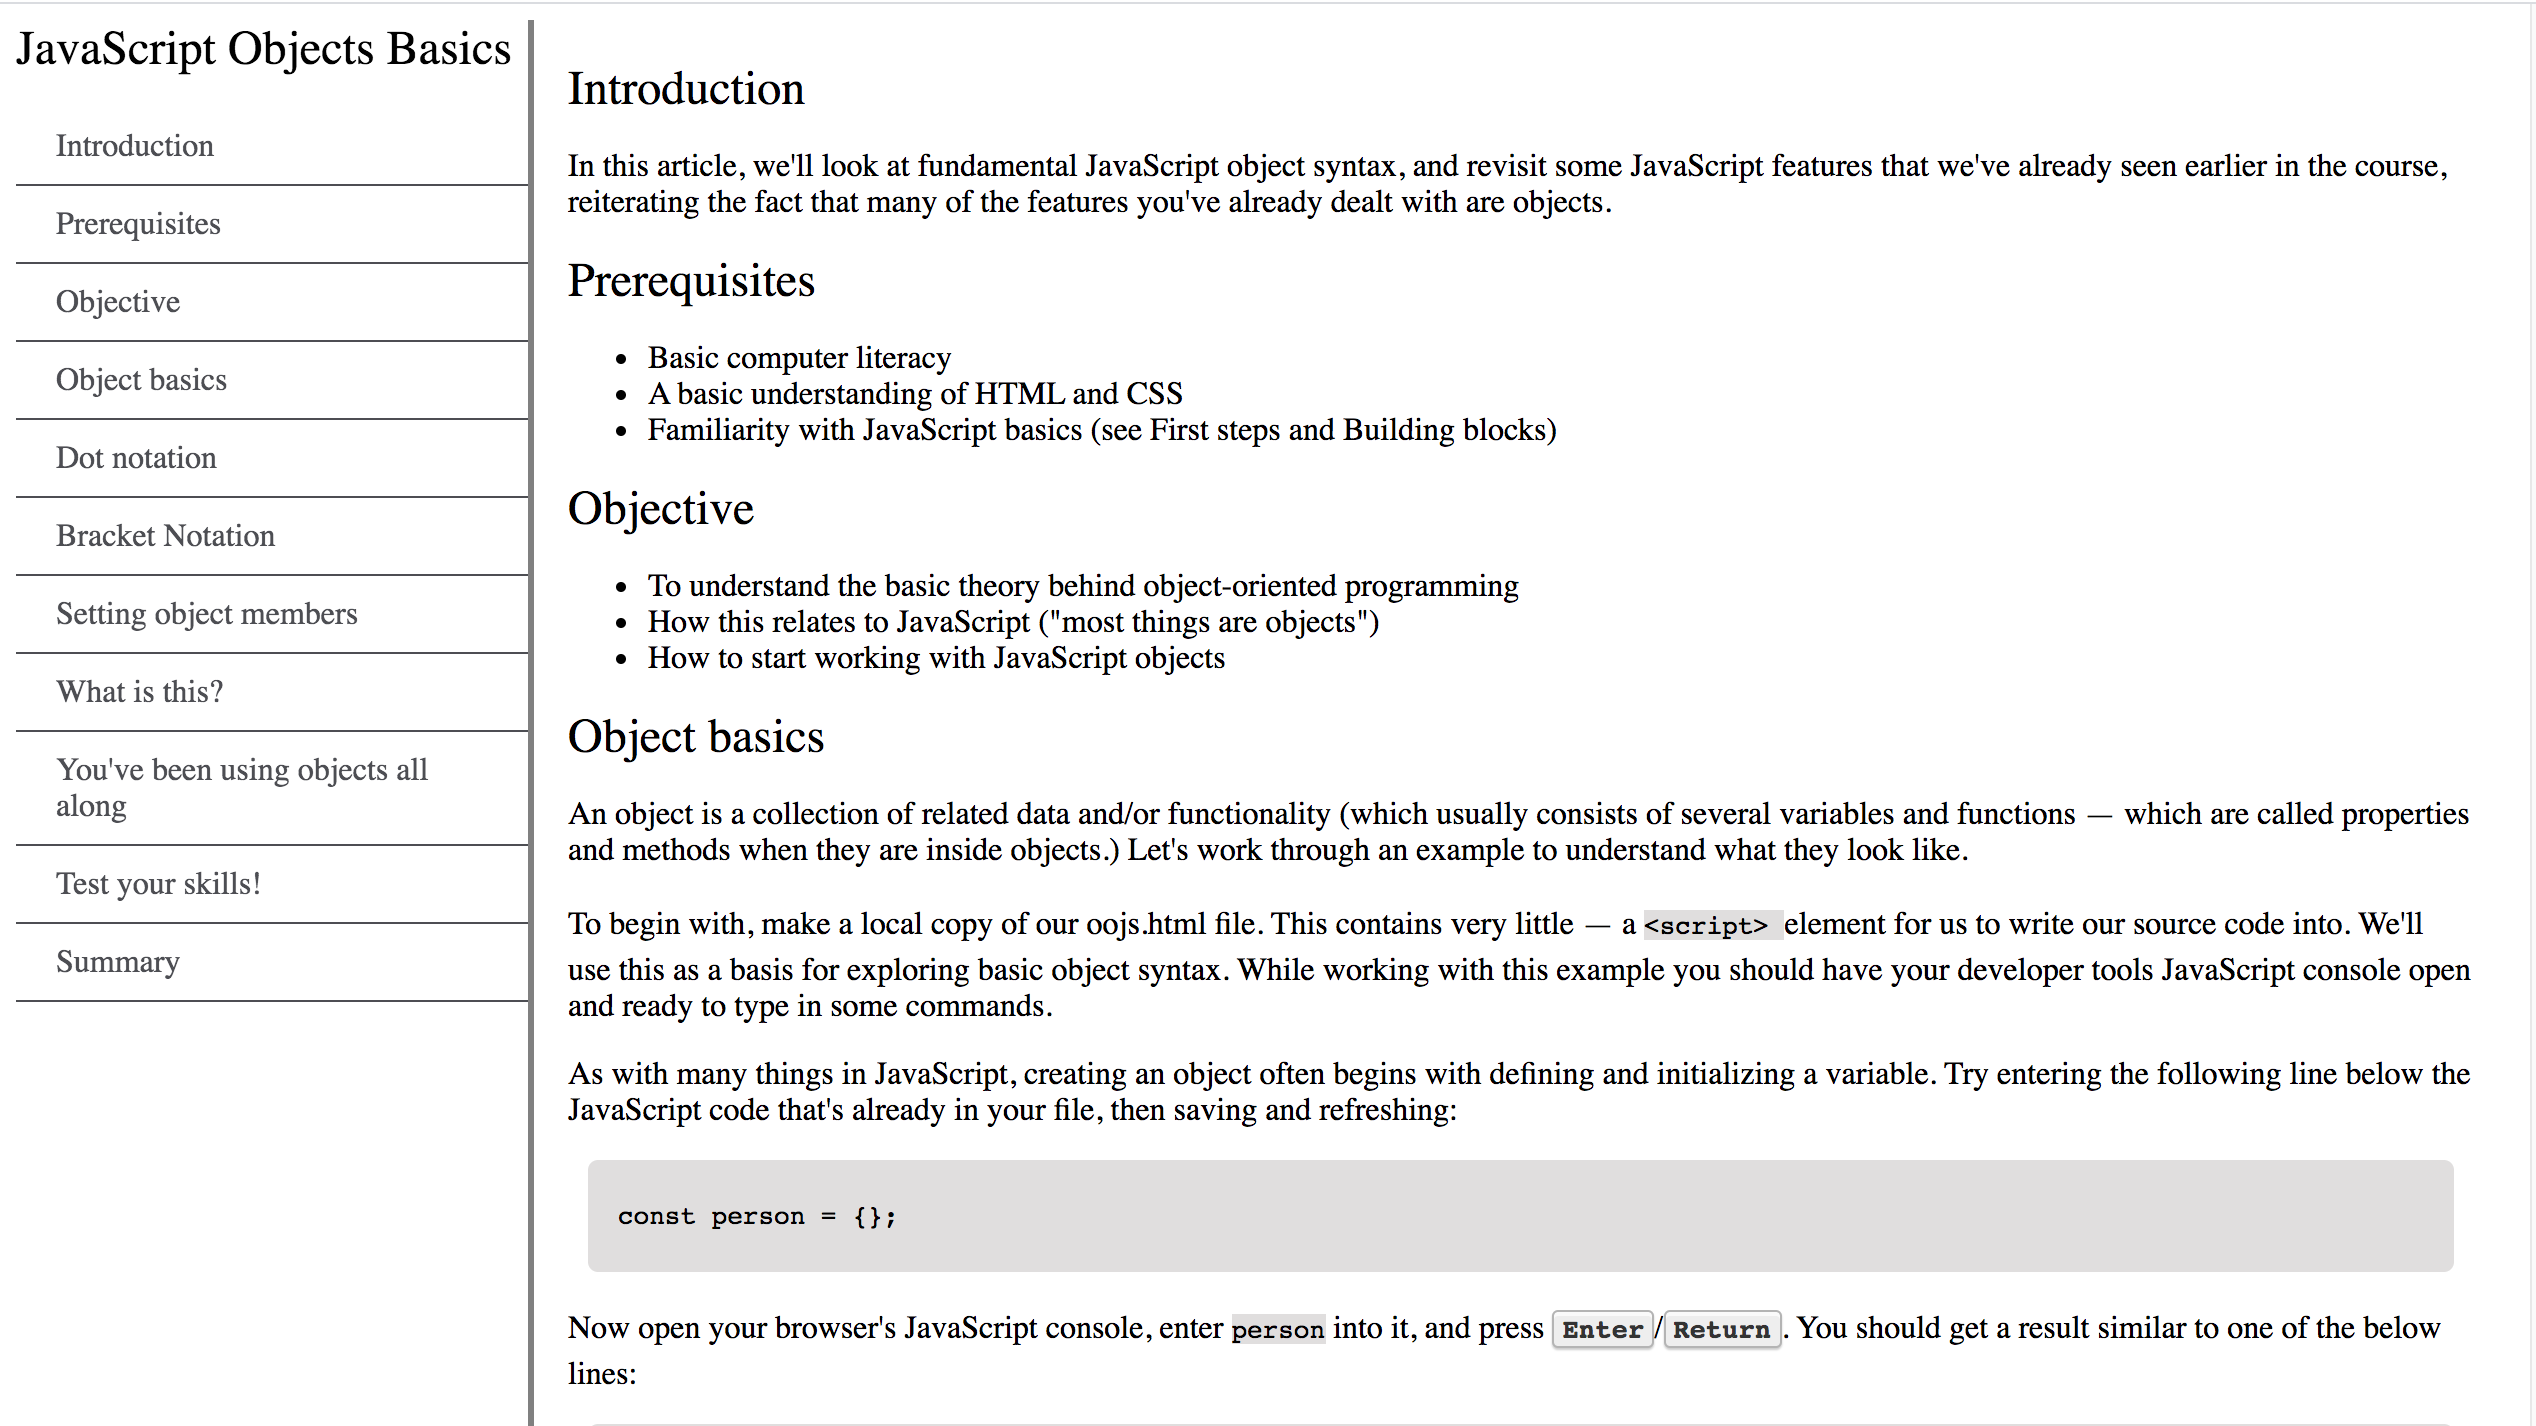 JavaScript Objects Basics
Introduction
Prerequisites
Objective
Object basics
Dot notation
Bracket Notation
Setting object members
What is this?
You've been using objects all
along
Test your skills!
Summary
Introduction
In this article, we'll look at fundamental JavaScript object syntax, and revisit some JavaScript features that we've already seen earlier in the course,
reiterating the fact that many of the features you've already dealt with are objects.
Prerequisites
• Basic computer literacy
• A basic understanding of HTML and CSS
• Familiarity with JavaScript basics (see First steps and Building blocks)
Objective
• To understand the basic theory behind object-oriented programming
• How this relates to JavaScript ("most things are objects")
• How to start working with JavaScript objects
Object basics
An object is a collection of related data and/or functionality (which usually consists of several variables and functions — which are called properties
and methods when they are inside objects.) Let's work through an example to understand what they look like.
To begin with, make a local copy of our oojs.html file. This contains very little — a <script> element for us to write our source code into. We'll
use this as a basis for exploring basic object syntax. While working with this example you should have your developer tools JavaScript console open
and ready to type in some commands.
As with many things in JavaScript, creating an object often begins with defining and initializing a variable. Try entering the following line below the
JavaScript code that's already in your file, then saving and refreshing:
const person = {};
Now open your browser's JavaScript console, enter person into it, and press Enter/Return. You should get a result similar to one of the below
lines: